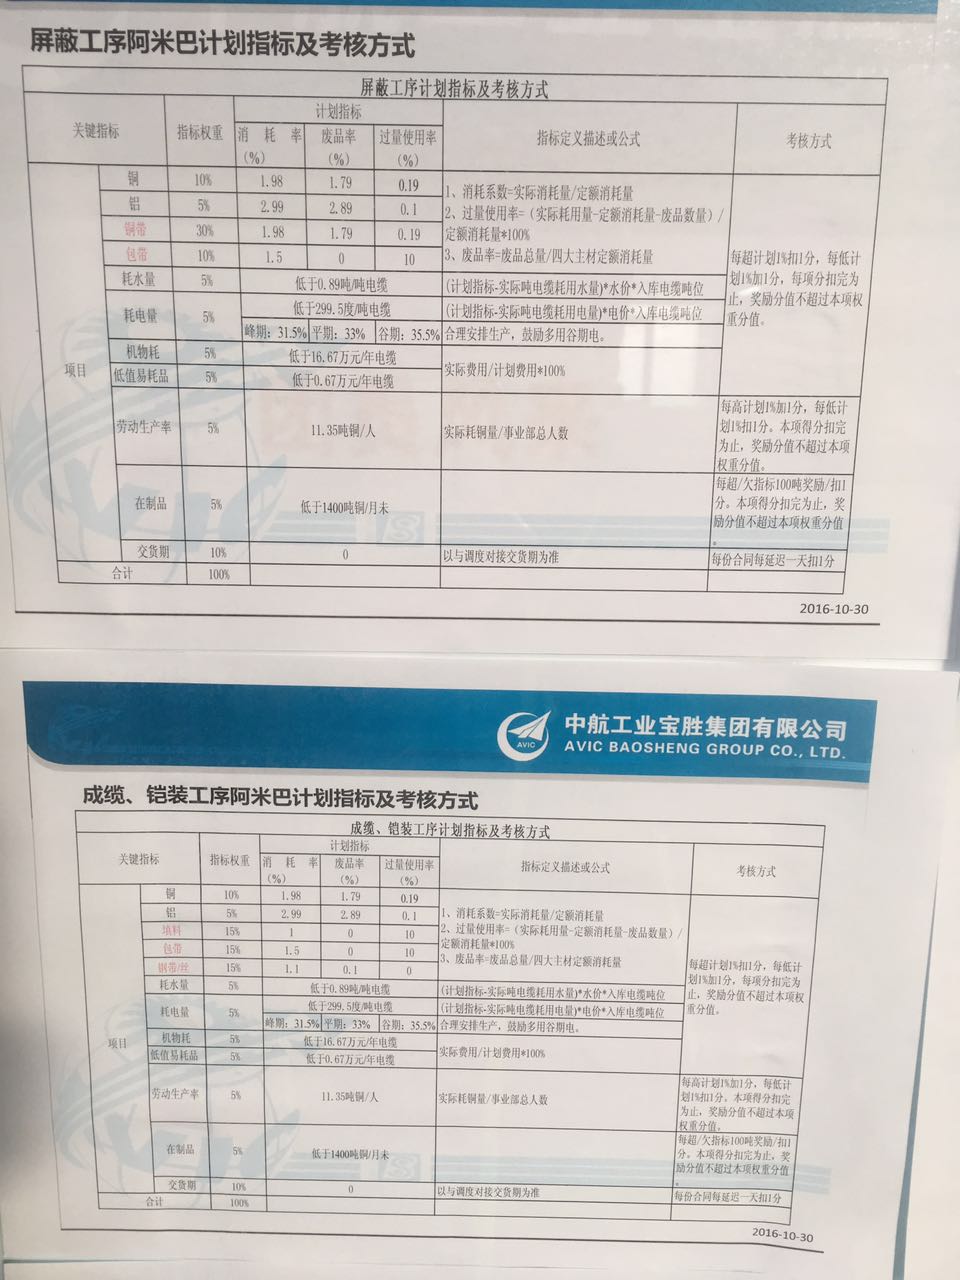 屏蔽工序阿米巴计划指标及考核方式
屏蔽工序计划指标及考核方式
关键指标 指标权重 计划指标 指标定义描述或公式 考核方式
消 耗 率(%) 废品率(%) 过量使用率(%)
项目
铜 10% 1.98 1.79 0.19
铝 5% 2.99 2.89 0.1
铜带 30% 1.98 1.79 0.19
包带 10% 1.5 0 10
1、消耗系数=实际消耗量/定额消耗量
2、过量使用率=(实际耗用量-定额消耗量-废品数量)/
定额消耗量*100%
3、废品率=废品总量/四大主材定额消耗量
每超计划1%扣1分，每低计
划1%加1分，每项分扣完为
止，奖励分值不超过本项权
重分值。
耗水量 5% 低于0.89吨/吨电缆 (计划指标-实际吨电缆耗用水量)*水价*入库电缆吨位
耗电量 5% 低于299.5度/吨电缆 (计划指标-实际吨电缆耗用电量)*电价*入库电缆吨位
峰期：31.5% 平期：33% 谷期：35.5% 合理安排生产，鼓励多用谷期电。
机物耗 5% 低于16.67万元/年电缆
低值易耗品 5% 低于0.67万元/年电缆
实际费用/计划费用*100%
劳动生产率 5% 11.35吨铜/人 实际耗铜量/事业部总人数
每高计划1%加1分，每低计
划1%扣1分。本项得分扣完
为止，奖励分值不超过本项
权重分值。
在制品 5% 低于1400吨铜/月末
每超/欠指标100吨奖励/扣1
分。本项得分扣完为止，奖
励分值不超过本项权重分值
。
交货期 10% 0 以与调度对接交货期为准 每份合同每延迟一天扣1分
合计 100%
2016-10-30
AVIC
中航工业宝胜集团有限公司
AVIC BAOSHENG GROUP CO., LTD.
成缆、铠装工序阿米巴计划指标及考核方式
成缆、铠装工序计划指标及考核方式
关键指标 指标权重 计划指标 指标定义描述或公式 考核方式
消 耗 率(%) 废品率(%) 过量使用率(%)
项目
铜 10% 1.98 1.79 0.19
铝 5% 2.99 2.89 0.1
填料 15% 1 0 10
包带 15% 1.5 0 10
钢带/丝 15% 1.1 0.1 0
1、消耗系数=实际消耗量/定额消耗量
2、过量使用率=(实际耗用量-定额消耗量-废品数量)/
定额消耗量*100%
3、废品率=废品总量/四大主材定额消耗量
每超计划1%扣1分，每低计
划1%加1分，每项分扣完为
止，奖励分值不超过本项权
重分值。
耗水量 5% 低于0.89吨/吨电缆 (计划指标-实际吨电缆耗用水量)*水价*入库电缆吨位
耗电量 5% 低于299.5度/吨电缆 (计划指标-实际吨电缆耗用电量)*电价*入库电缆吨位
峰期：31.5% 平期：33% 谷期：35.5% 合理安排生产，鼓励多用谷期电。
机物耗 5% 低于16.67万元/年电缆
低值易耗品 5% 低于0.67万元/年电缆
实际费用/计划费用*100%
劳动生产率 5% 11.35吨铜/人 实际耗铜量/事业部总人数
每高计划1%加1分，每低计
划1%扣1分。本项得分扣完
为止，奖励分值不超过本项
权重分值。
在制品 5% 低于1400吨铜/月末
每超/欠指标100吨奖励/扣1
分。本项得分扣完为止，奖
励分值不超过本项权重分值
。
交货期 10% 0 以与调度对接交货期为准 每份合同每延迟一天扣1分
合计 100%
2016-10-30